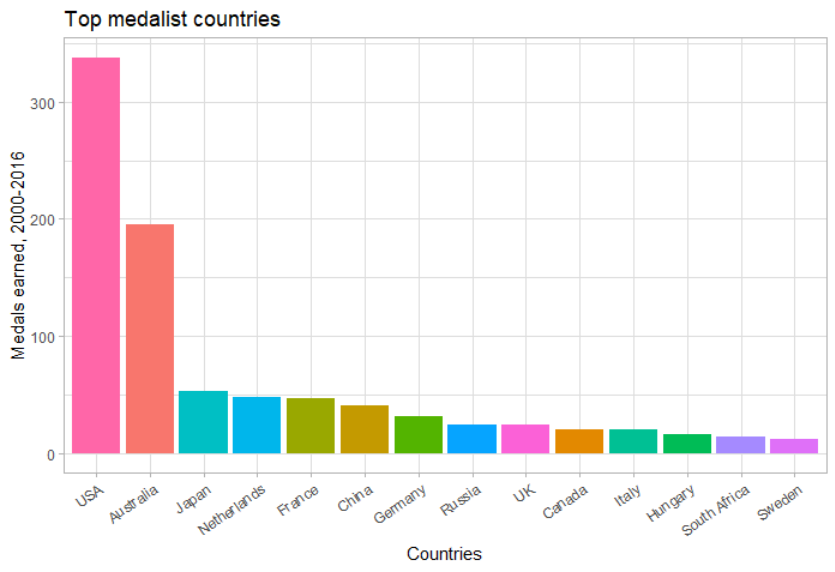 Top medalist countries
Medals earned, 2000-2016
300
200
100
0
USA
Australia
Japan
Netherlands
France
China
Germany
Russia
UK
Canada
Italy
Hungary
South Africa
Sweden
Countries